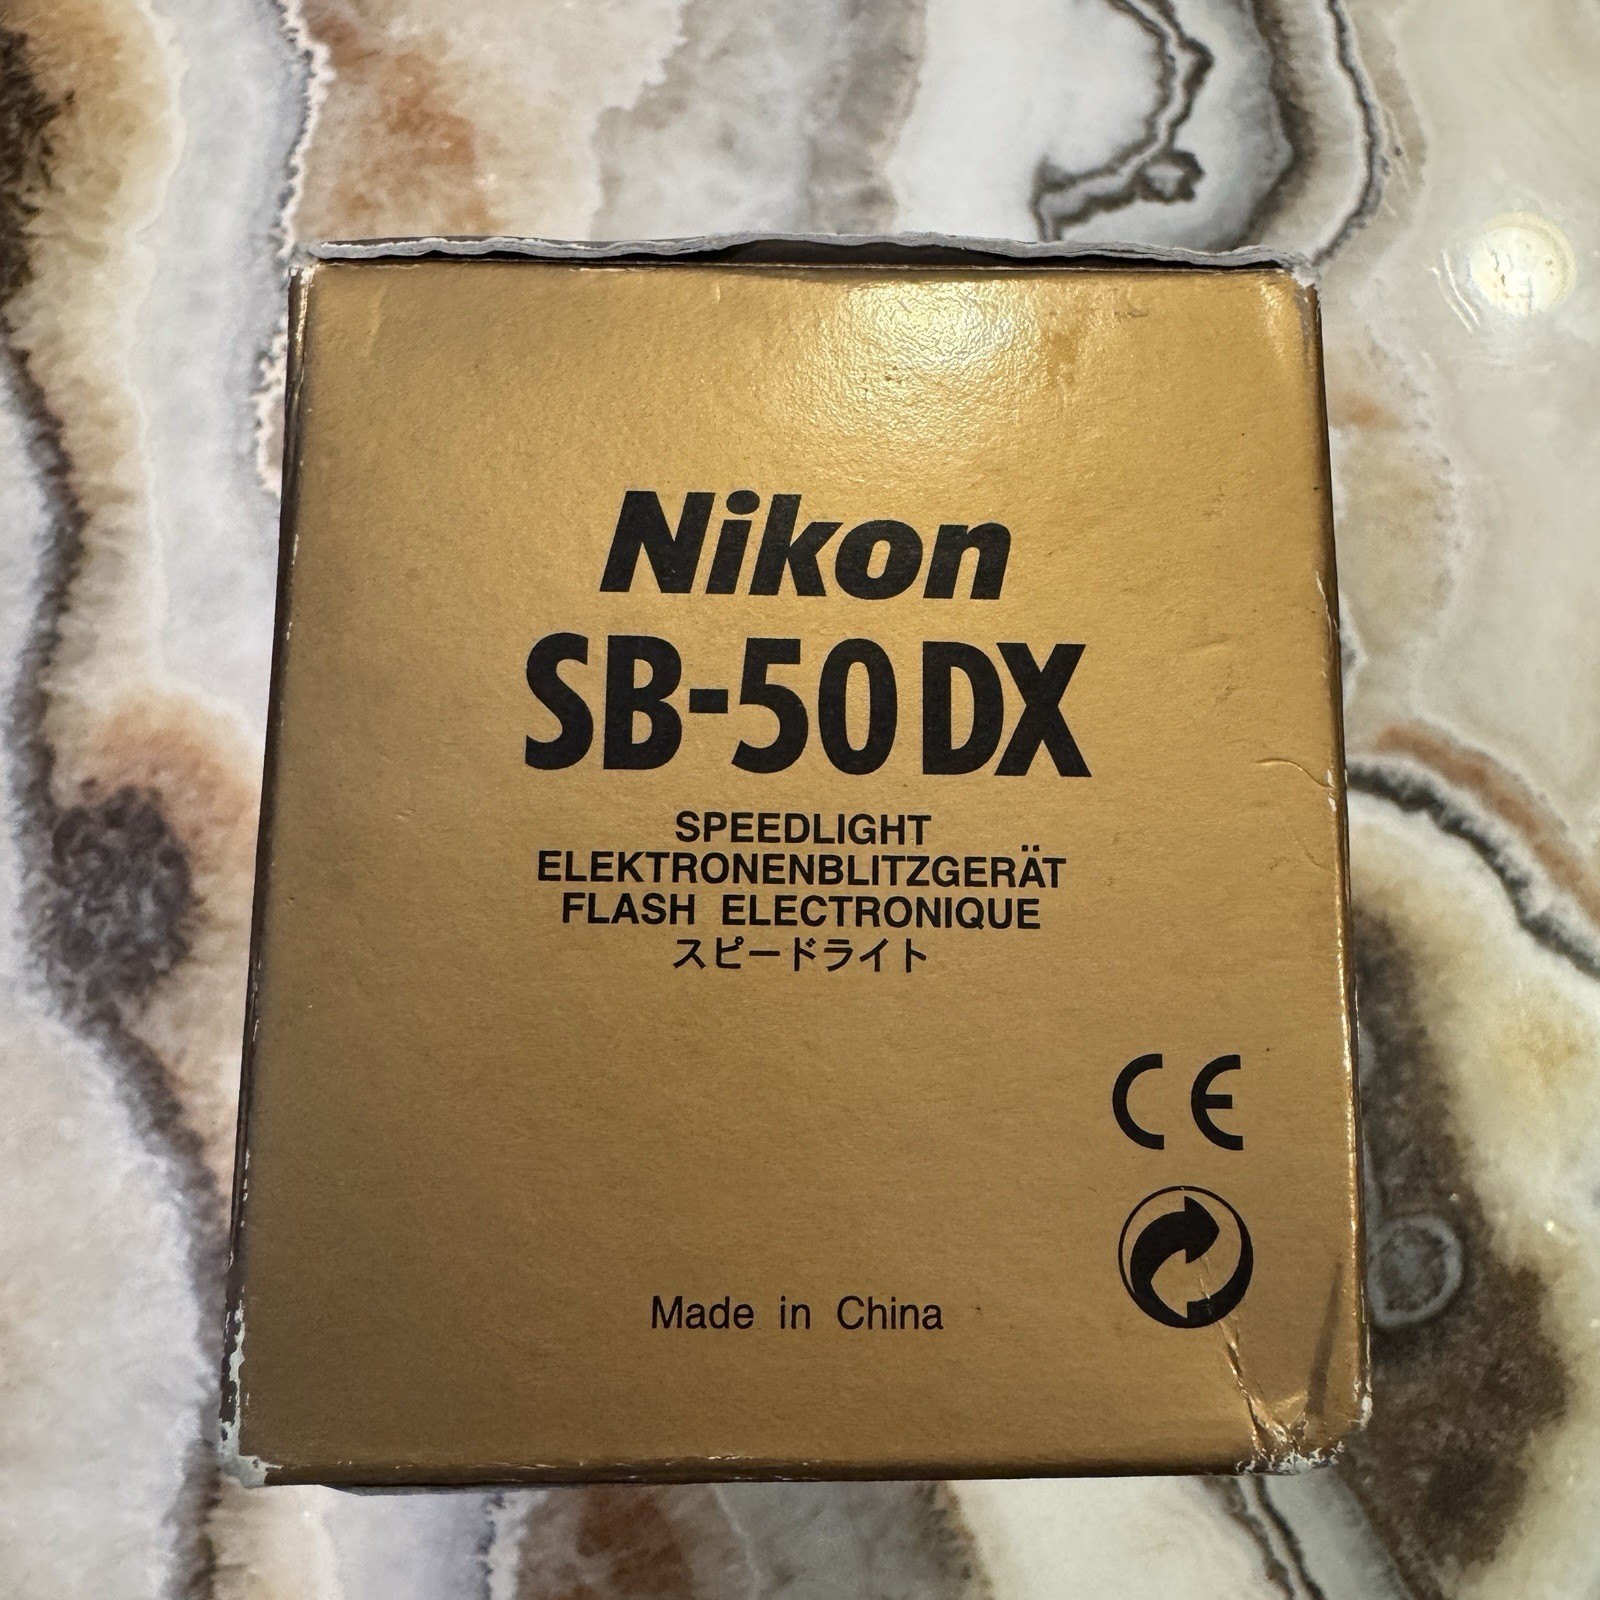 Nikon
SB-50DX
SPEEDLIGHT
ELEKTRONENBLITZGERÄT
FLASH ELECTRONIQUE
スピードライト
CE
Made in China